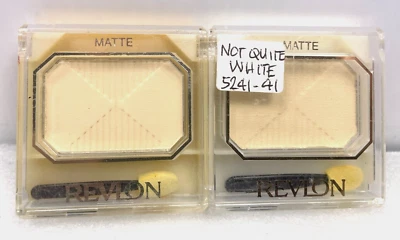 MATTE
REVLON
MATTE
NOT QUITE
WHITE
5241-41
REVLON